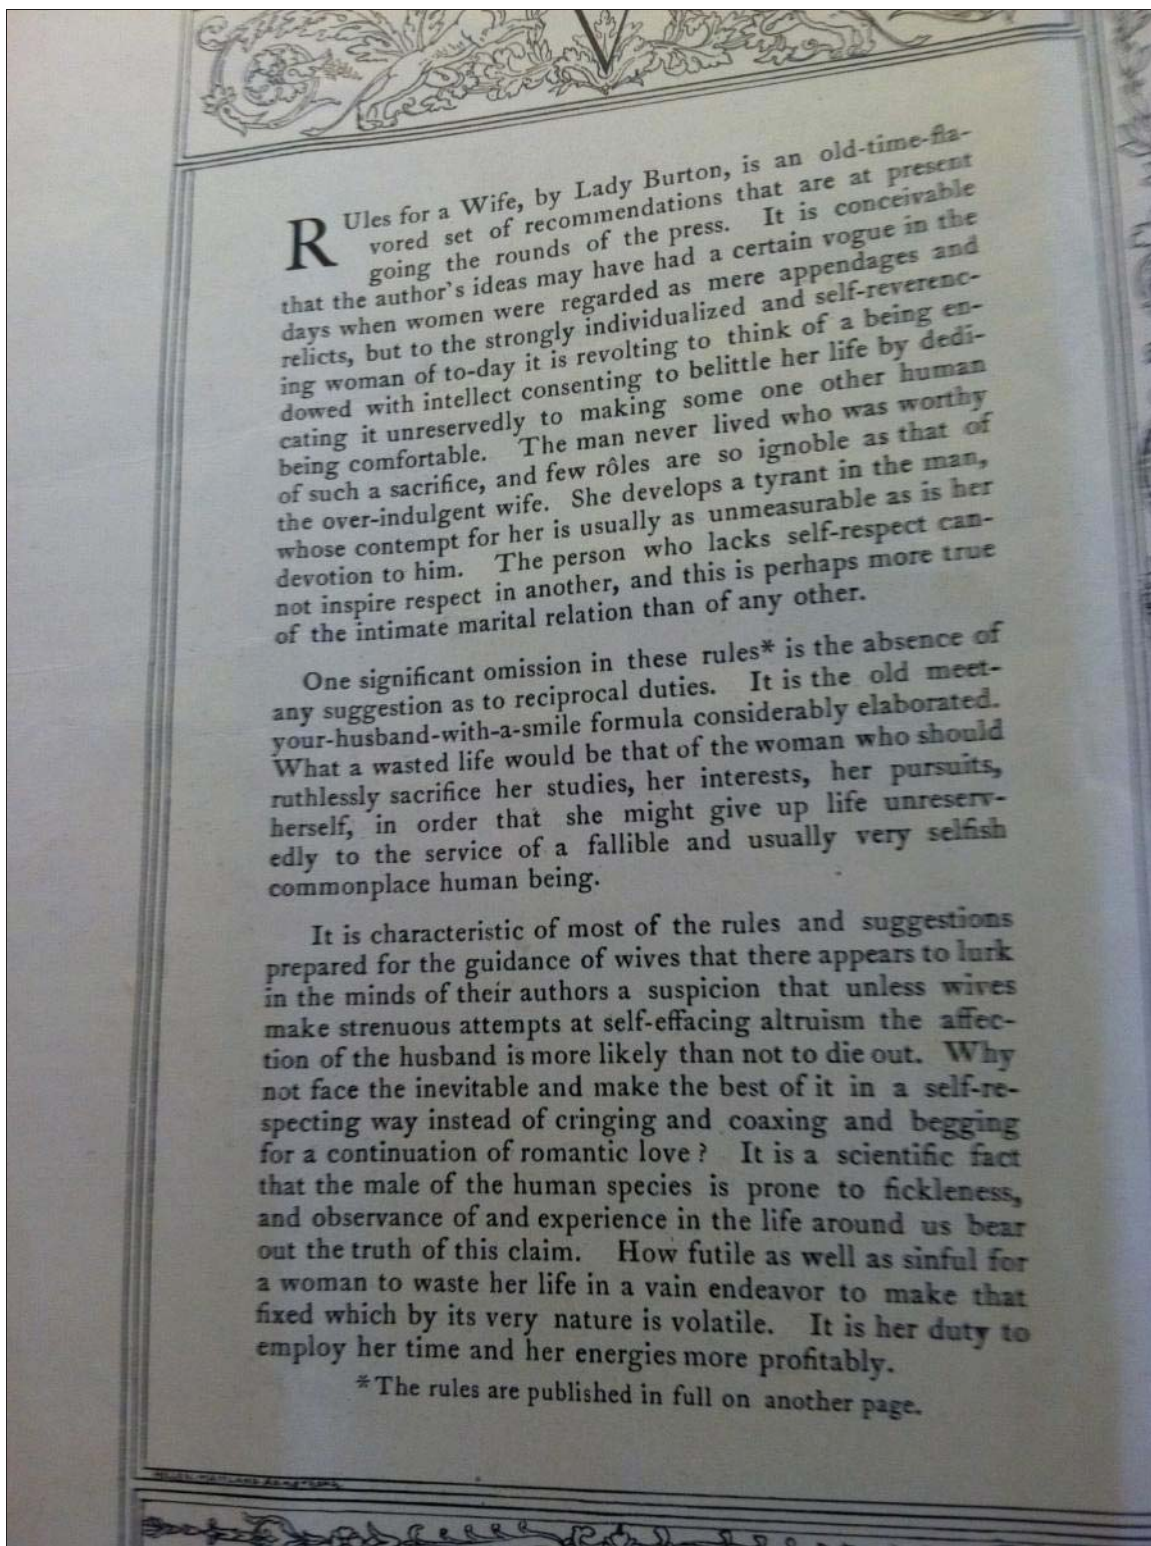 RUles for a Wife, by Lady Burton, is an old-time-fla-
vored set of recommendations that are at present
going the rounds of the press. It is conceivable
that the author's ideas may have had a certain vogue in the
days when women were regarded as mere appendages and
relicts, but to the strongly individualized and self-reverenc-
ing woman of to-day it is revolting to think of a being en-
dowed with intellect consenting to belittle her life by dedi-
cating it unreservedly to making some one other human
being comfortable. The man never lived who was worthy
of such a sacrifice, and few rôles are so ignoble as that of
the over-indulgent wife. She develops a tyrant in the man,
whose contempt for her is usually as unmeasurable as is her
devotion to him. The person who lacks self-respect can-
not inspire respect in another, and this is perhaps more true
of the intimate marital relation than of any other.
One significant omission in these rules* is the absence of
any suggestion as to reciprocal duties. It is the old meet-
your-husband-with-a-smile formula considerably elaborated.
What a wasted life would be that of the woman who should
ruthlessly sacrifice her studies, her interests, her pursuits,
herself, in order that she might give up life unreserv-
edly to the service of a fallible and usually very selfish
commonplace human being.
It is characteristic of most of the rules and suggestions
prepared for the guidance of wives that there appears to lurk
in the minds of their authors a suspicion that unless wives
make strenuous attempts at self-effacing altruism the affec-
tion of the husband is more likely than not to die out. Why
not face the inevitable and make the best of it in a self-re-
specting way instead of cringing and coaxing and begging
for a continuation of romantic love ? It is a scientific fact
that the male of the human species is prone to fickleness,
and observance of and experience in the life around us bear
out the truth of this claim. How futile as well as sinful for
a woman to waste her life in a vain endeavor to make that
fixed which by its very nature is volatile. It is her duty to
employ her time and her energies more profitably.
*The rules are published in full on another page.